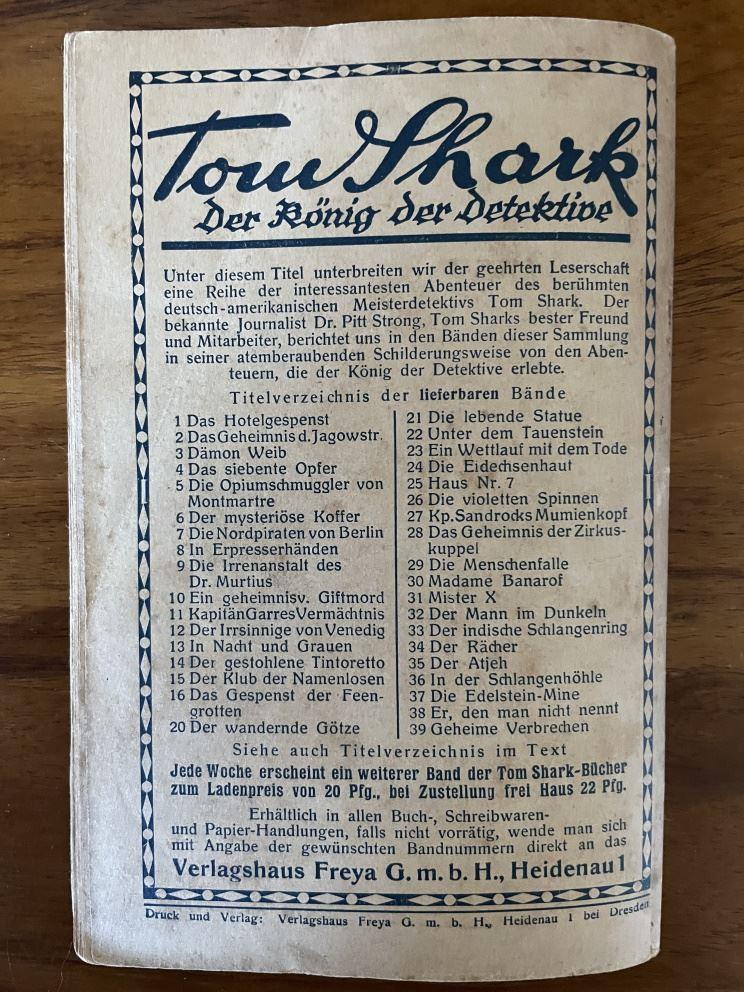 Tom Shark
Der König der Detektive
Unter diesem Titel unterbreiten wir der geehrten Leserschaft
eine Reihe der interessantesten Abenteuer des berühmten
deutsch-amerikanischen Meisterdetektivs Tom Shark. Der
bekannte Journalist Dr. Pitt Strong, Tom Sharks bester Freund
und Mitarbeiter, berichtet uns in den Bänden dieser Sammlung
in seiner atemberaubenden Schilderungsweise von den Aben-
teuern, die der König der Detektive erlebte.
Titelverzeichnis der lieferbaren Bände
1 Das Hotelgespenst
2 Das Geheimnis d. Jagowstr.
3 Dämon Weib
4 Das siebente Opfer
5 Die Opiumschmuggler von
Montmartre
6 Der mysteriöse Koffer
7 Die Nordpiraten von Berlin
8 In Erpresserhänden
9 Die Irrenanstalt des
Dr. Murtius
10 Ein geheimnisv. Giftmord
11 Kapitän Garres Vermächtnis
12 Der Irrsinnige von Venedig
13 In Nacht und Grauen
14 Der gestohlene Tintoretto
15 Der Klub der Namenlosen
16 Das Gespenst der Feen-
grotten
20 Der wandernde Götze
21 Die lebende Statue
22 Unter dem Tauenstein
23 Ein Wettlauf mit dem Tode
24 Die Eidechsenhaut
25 Haus Nr. 7
26 Die violetten Spinnen
27 Kp. Sandrocks Mumienkopf
28 Das Geheimnis der Zirkus-
kuppel
29 Die Menschenfalle
30 Madame Banarof
31 Mister X
32 Der Mann im Dunkeln
33 Der indische Schlangenring
34 Der Rächer
35 Der Atjeh
36 In der Schlangenhöhle
37 Die Edelstein-Mine
38 Er, den man nicht nennt
39 Geheime Verbrechen
Siehe auch Titelverzeichnis im Text
Jede Woche erscheint ein weiterer Band der Tom Shark-Bücher
zum Ladenpreis von 20 Pfg., bei Zustellung frei Haus 22 Pfg.
Erhältlich in allen Buch-, Schreibwaren-
und Papier-Handlungen, falls nicht vorrätig, wende man sich
mit Angabe der gewünschten Bandnummern direkt an das
Verlagshaus Freya G. m. b. H., Heidenau 1
Druck und Verlag: Verlagshaus Freya G. m. b. H., Heidenau 1 bei Dresden